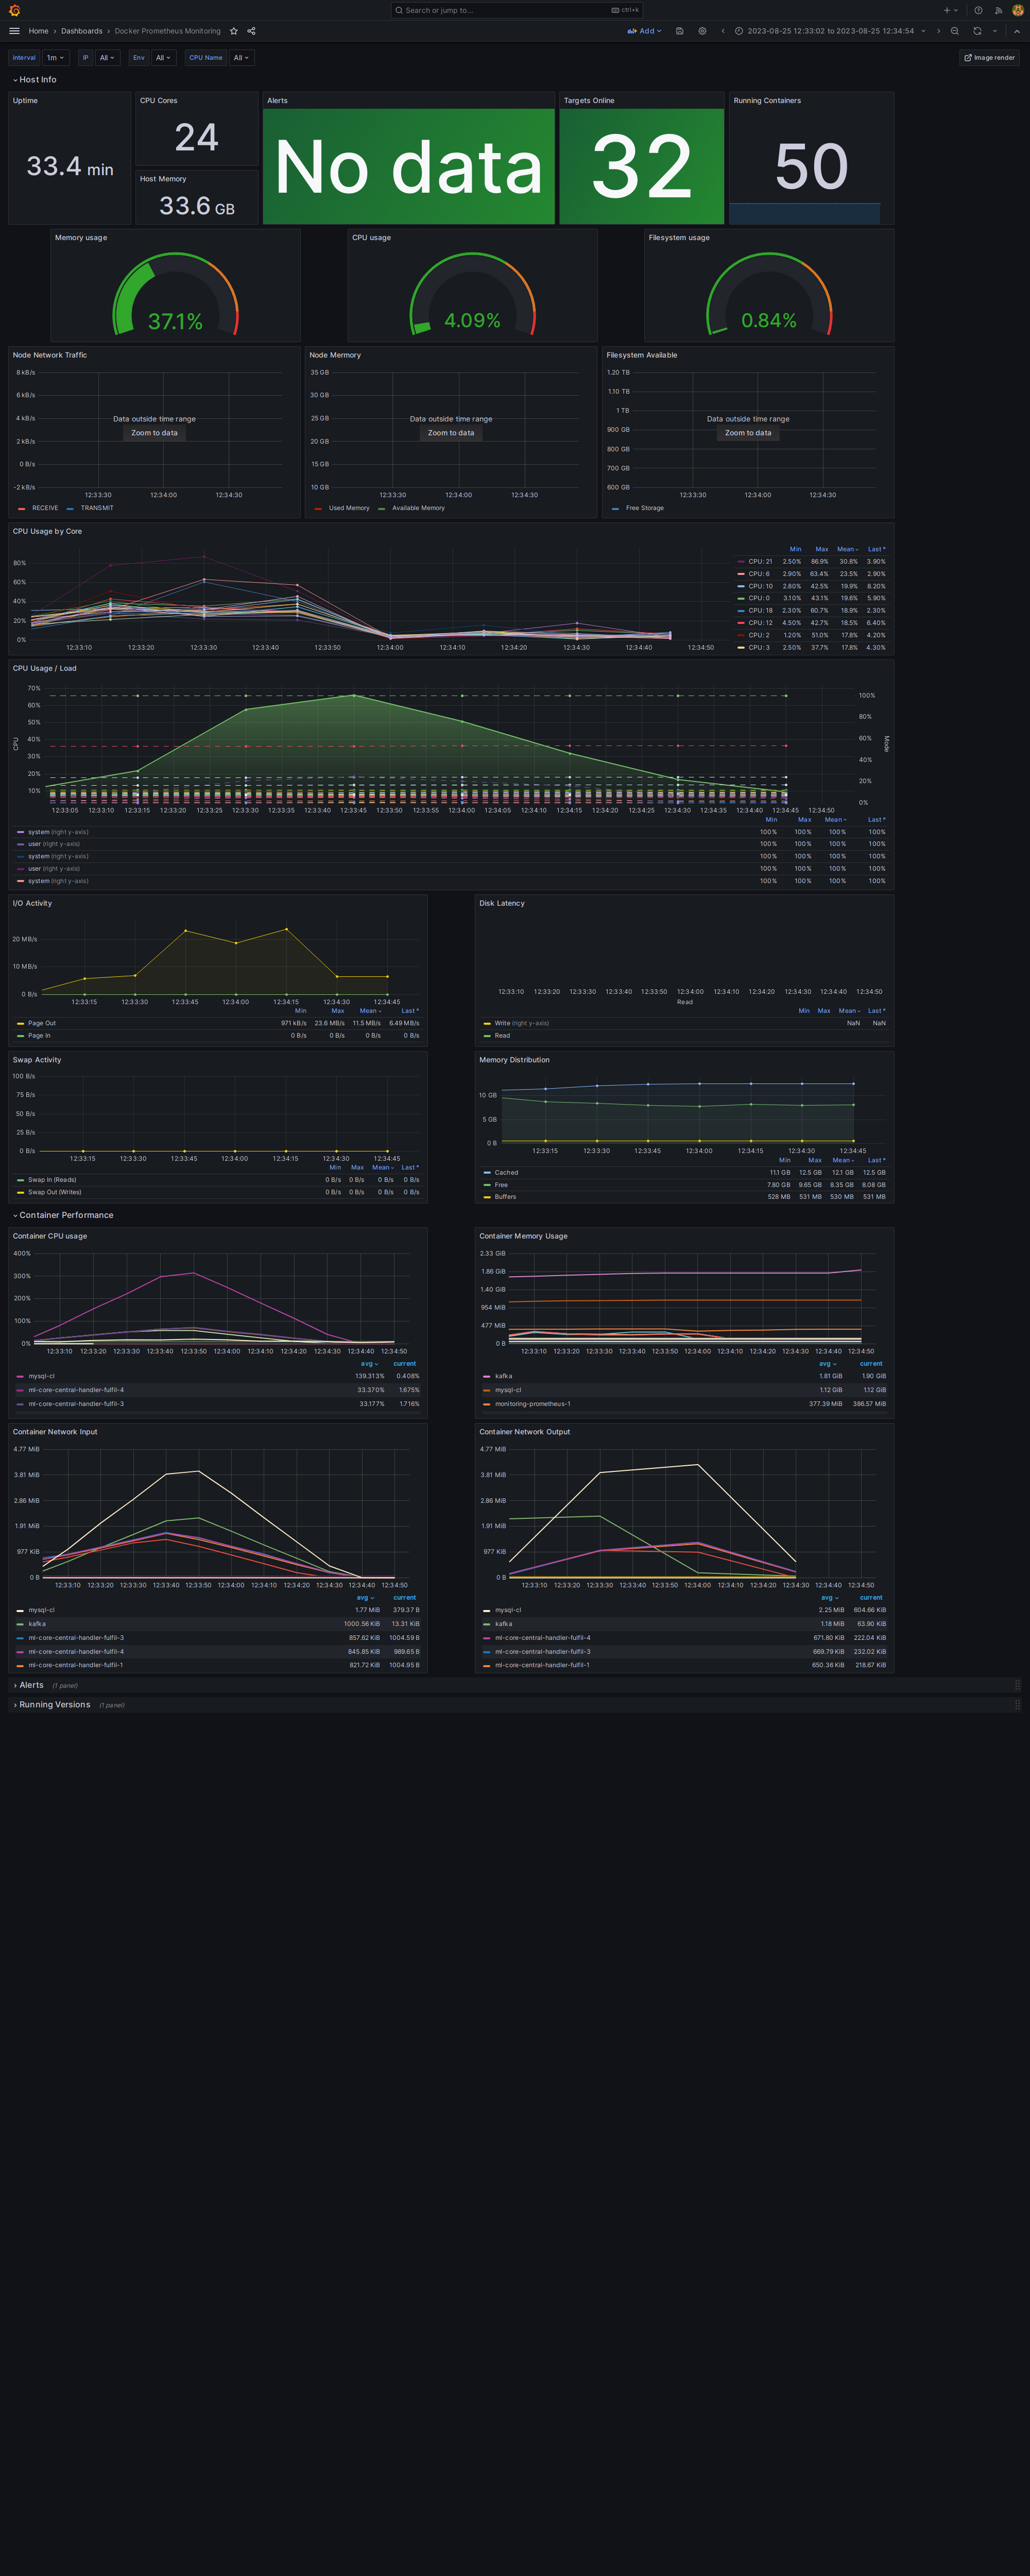 Search or jump to... ctrl+k
Home › Dashboards › Docker Prometheus Monitoring Add 2023-08-25 12:33:02 to 2023-08-25 12:34:54
Interval 1m IP All Env All CPU Name All Image render
Host Info
Uptime
33.4 min
CPU Cores
24
Host Memory
33.6 GB
Alerts
No data
Targets Online
32
Running Containers
50
Memory usage
37.1%
CPU usage
4.09%
Filesystem usage
0.84%
Node Network Traffic
8 kB/s
6 kB/s
4 kB/s
2 kB/s
0 B/s
-2 kB/s
Data outside time range
Zoom to data
12:33:30 12:34:00 12:34:30
RECEIVE TRANSMIT
Node Mermory
35 GB
30 GB
25 GB
20 GB
15 GB
10 GB
Data outside time range
Zoom to data
12:33:30 12:34:00 12:34:30
Used Memory Available Memory
Filesystem Available
1.20 TB
1.10 TB
1 TB
900 GB
800 GB
700 GB
600 GB
Data outside time range
Zoom to data
12:33:30 12:34:00 12:34:30
Free Storage
CPU Usage by Core
80%
60%
40%
20%
0%
12:33:10 12:33:20 12:33:30 12:33:40 12:33:50 12:34:00 12:34:10 12:34:20 12:34:30 12:34:40 12:34:50
Min Max Mean Last *
CPU: 21 2.50% 86.9% 30.8% 3.90%
CPU: 6 2.90% 63.4% 23.5% 2.90%
CPU: 10 2.80% 42.5% 19.9% 8.20%
CPU: 0 3.10% 43.1% 19.6% 5.90%
CPU: 18 2.30% 60.7% 18.9% 2.30%
CPU: 12 4.50% 42.7% 18.5% 6.40%
CPU: 2 1.20% 51.0% 17.8% 4.20%
CPU: 3 2.50% 37.7% 17.8% 4.30%
CPU Usage / Load
70%
60%
50%
40%
30%
20%
10%
CPU
100%
80%
60%
40%
20%
0%
Mode
12:33:05 12:33:10 12:33:15 12:33:20 12:33:25 12:33:30 12:33:35 12:33:40 12:33:45 12:33:50 12:33:55 12:34:00 12:34:05 12:34:10 12:34:15 12:34:20 12:34:25 12:34:30 12:34:35 12:34:40 12:34:45 12:34:50
Min Max Mean Last *
system (right y-axis) 100% 100% 100% 100%
user (right y-axis) 100% 100% 100% 100%
system (right y-axis) 100% 100% 100% 100%
user (right y-axis) 100% 100% 100% 100%
system (right y-axis) 100% 100% 100% 100%
I/O Activity
20 MB/s
10 MB/s
0 B/s
12:33:15 12:33:30 12:33:45 12:34:00 12:34:15 12:34:30 12:34:45
Min Max Mean Last *
Page Out 971 kB/s 23.6 MB/s 11.5 MB/s 6.49 MB/s
Page In 0 B/s 0 B/s 0 B/s 0 B/s
Disk Latency
12:33:10 12:33:20 12:33:30 12:33:40 12:33:50 12:34:00 12:34:10 12:34:20 12:34:30 12:34:40 12:34:50
Read
Min Max Mean Last *
Write (right y-axis) NaN NaN
Read
Swap Activity
100 B/s
75 B/s
50 B/s
25 B/s
0 B/s
12:33:15 12:33:30 12:33:45 12:34:00 12:34:15 12:34:30 12:34:45
Min Max Mean Last *
Swap In (Reads) 0 B/s 0 B/s 0 B/s 0 B/s
Swap Out (Writes) 0 B/s 0 B/s 0 B/s 0 B/s
Memory Distribution
10 GB
5 GB
0 B
12:33:15 12:33:30 12:33:45 12:34:00 12:34:15 12:34:30 12:34:45
Min Max Mean Last *
Cached 11.1 GB 12.5 GB 12.1 GB 12.5 GB
Free 7.80 GB 9.65 GB 8.35 GB 8.08 GB
Buffers 528 MB 531 MB 530 MB 531 MB
Container Performance
Container CPU usage
400%
300%
200%
100%
0%
12:33:10 12:33:20 12:33:30 12:33:40 12:33:50 12:34:00 12:34:10 12:34:20 12:34:30 12:34:40 12:34:50
avg current
mysql-cl 139.313% 0.408%
ml-core-central-handler-fulfil-4 33.370% 1.675%
ml-core-central-handler-fulfil-3 33.177% 1.716%
Container Memory Usage
2.33 GiB
1.86 GiB
1.40 GiB
954 MiB
477 MiB
0 B
12:33:10 12:33:20 12:33:30 12:33:40 12:33:50 12:34:00 12:34:10 12:34:20 12:34:30 12:34:40 12:34:50
avg current
kafka 1.81 GiB 1.90 GiB
mysql-cl 1.12 GiB 1.12 GiB
monitoring-prometheus-1 377.39 MiB 386.57 MiB
Container Network Input
4.77 MiB
3.81 MiB
2.86 MiB
1.91 MiB
977 KiB
0 B
12:33:10 12:33:20 12:33:30 12:33:40 12:33:50 12:34:00 12:34:10 12:34:20 12:34:30 12:34:40 12:34:50
avg current
mysql-cl 1.77 MiB 379.37 B
kafka 1000.56 KiB 13.31 KiB
ml-core-central-handler-fulfil-3 857.62 KiB 1004.59 B
ml-core-central-handler-fulfil-4 845.85 KiB 989.65 B
ml-core-central-handler-fulfil-1 821.72 KiB 1004.95 B
Container Network Output
4.77 MiB
3.81 MiB
2.86 MiB
1.91 MiB
977 KiB
0 B
12:33:10 12:33:20 12:33:30 12:33:40 12:33:50 12:34:00 12:34:10 12:34:20 12:34:30 12:34:40 12:34:50
avg current
mysql-cl 2.25 MiB 604.66 KiB
kafka 1.18 MiB 63.90 KiB
ml-core-central-handler-fulfil-4 671.80 KiB 222.04 KiB
ml-core-central-handler-fulfil-3 669.79 KiB 232.02 KiB
ml-core-central-handler-fulfil-1 650.36 KiB 218.67 KiB
Alerts (1 panel)
Running Versions (1 panel)